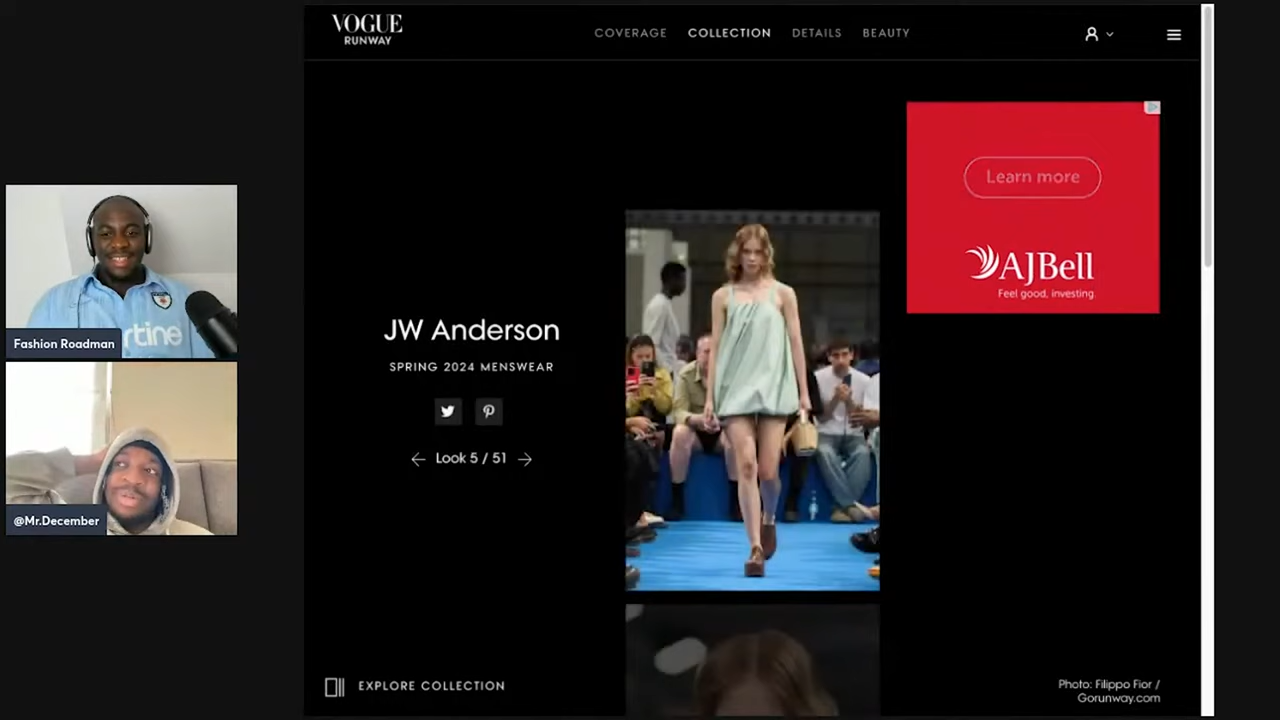 VOGUE
RUNWAY
COVERAGE COLLECTION DETAILS BEAUTY
Learn more
AJBell
Feel good, investing.
rtine
Fashion Roadman
JW Anderson
SPRING 2024 MENSWEAR
Look 5 / 51
@Mr.December
EXPLORE COLLECTION
Photo: Filippo Fior /
Gorunway.com